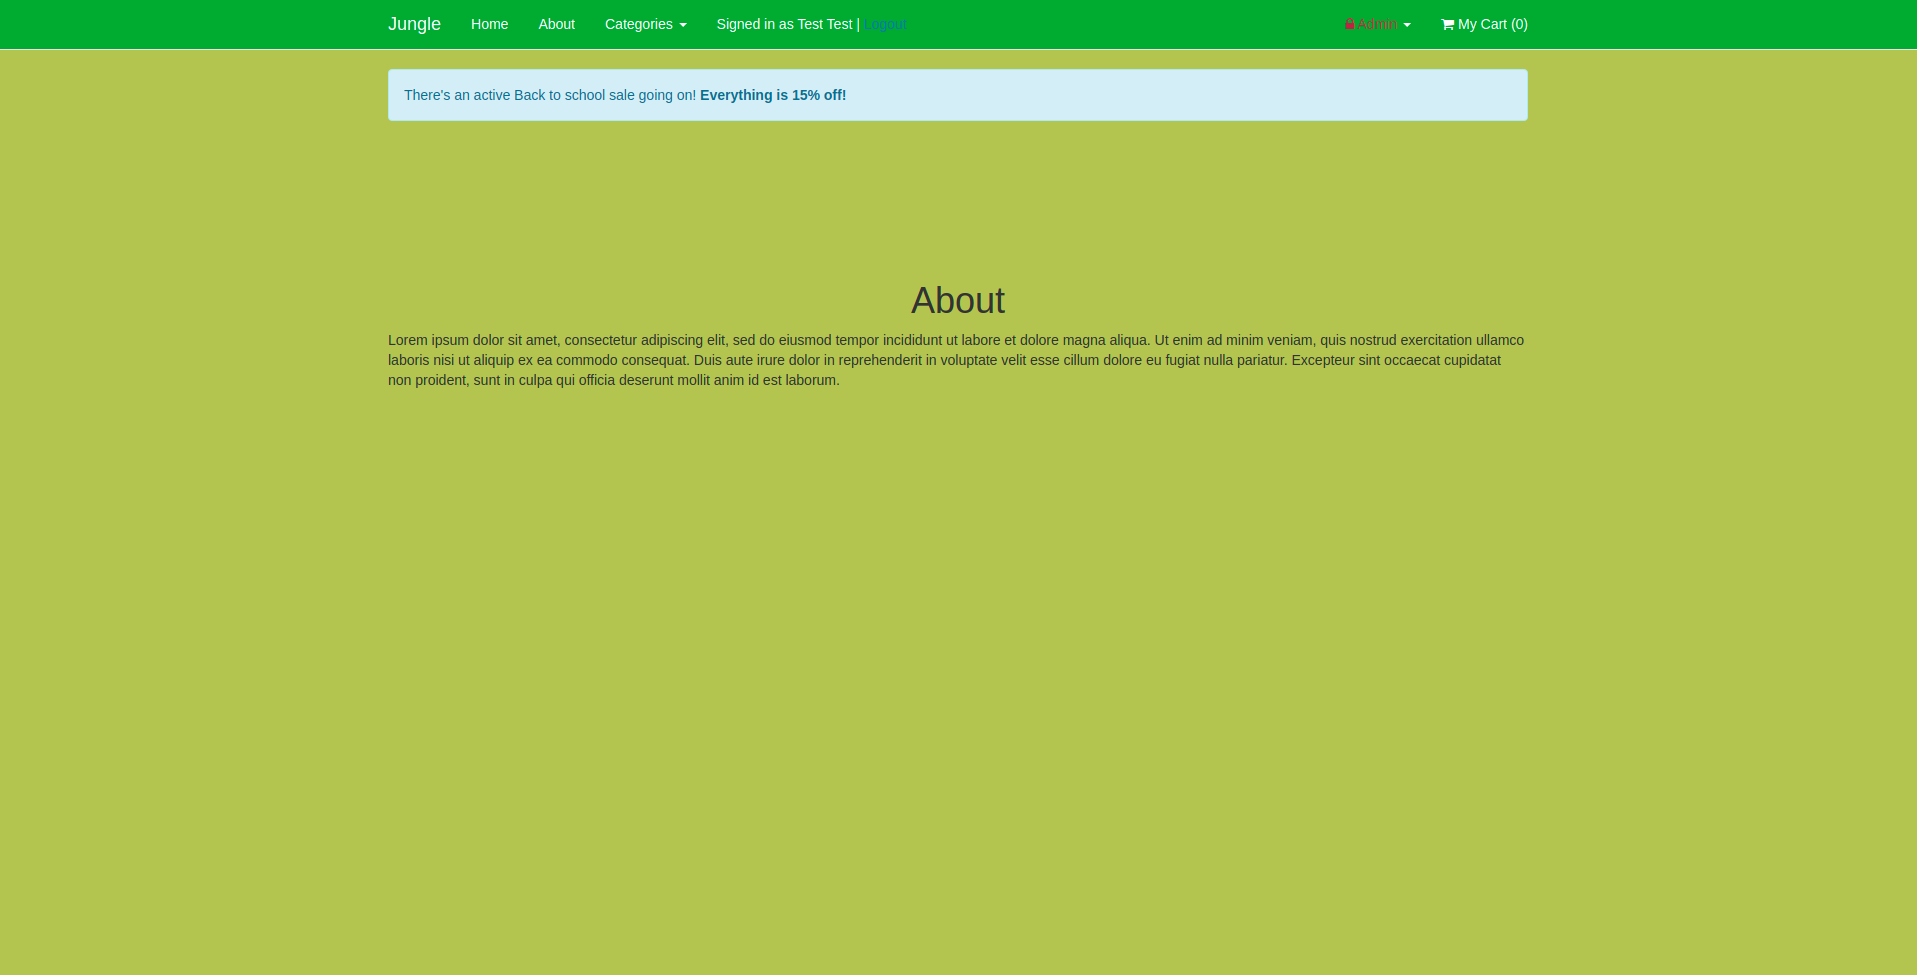 Jungle Home About Categories Signed in as Test Test | Logout Admin My Cart (0)
There's an active Back to school sale going on! Everything is 15% off!
About
Lorem ipsum dolor sit amet, consectetur adipiscing elit, sed do eiusmod tempor incididunt ut labore et dolore magna aliqua. Ut enim ad minim veniam, quis nostrud exercitation ullamco
laboris nisi ut aliquip ex ea commodo consequat. Duis aute irure dolor in reprehenderit in voluptate velit esse cillum dolore eu fugiat nulla pariatur. Excepteur sint occaecat cupidatat
non proident, sunt in culpa qui officia deserunt mollit anim id est laborum.